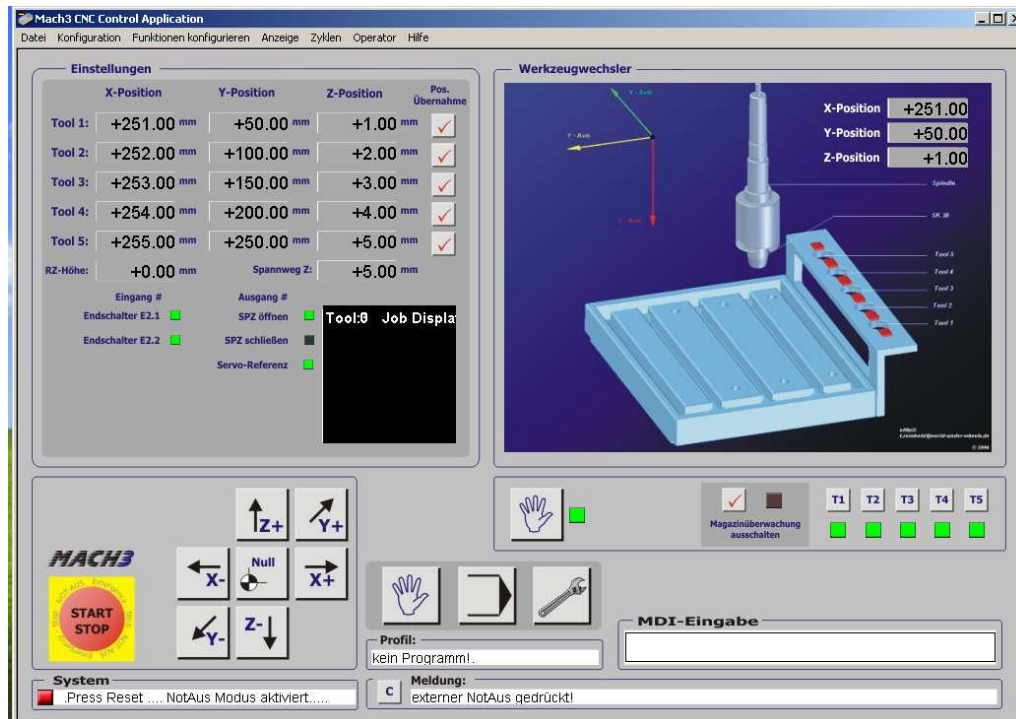 Mach3 CNC Control Application
Datei Konfiguration Funktionen konfigurieren Anzeige Zyklen Operator Hilfe
Einstellungen
X-Position Y-Position Z-Position Pos. Übernahme
Tool 1: +251.00 mm +50.00 mm +1.00 mm
Tool 2: +252.00 mm +100.00 mm +2.00 mm
Tool 3: +253.00 mm +150.00 mm +3.00 mm
Tool 4: +254.00 mm +200.00 mm +4.00 mm
Tool 5: +255.00 mm +250.00 mm +5.00 mm
RZ-Höhe: +0.00 mm Spannweg Z: +5.00 mm
Eingang # Ausgang #
Endschalter E2.1 SPZ öffnen
Endschalter E2.2 SPZ schließen
Servo-Referenz
Tool:0 Job Displa
Werkzeugwechsler
X-Position +251.00
Y-Position +50.00
Z-Position +1.00
Y - Axis
Spindle
SK 30
Tool 5
Tool 4
Tool 3
Tool 2
Tool 1
© 2006
Magazinüberwachung
ausschalten
T1 T2 T3 T4 T5
Z+ Y+
X- Null X+
Y- Z-
MACH3
NOT-AUS Emergency-Stop
START
STOP
Profil:
kein Programm!.
MDI-Eingabe
System
.Press Reset .... NotAus Modus aktiviert.....
C
Meldung:
externer NotAus gedrückt!